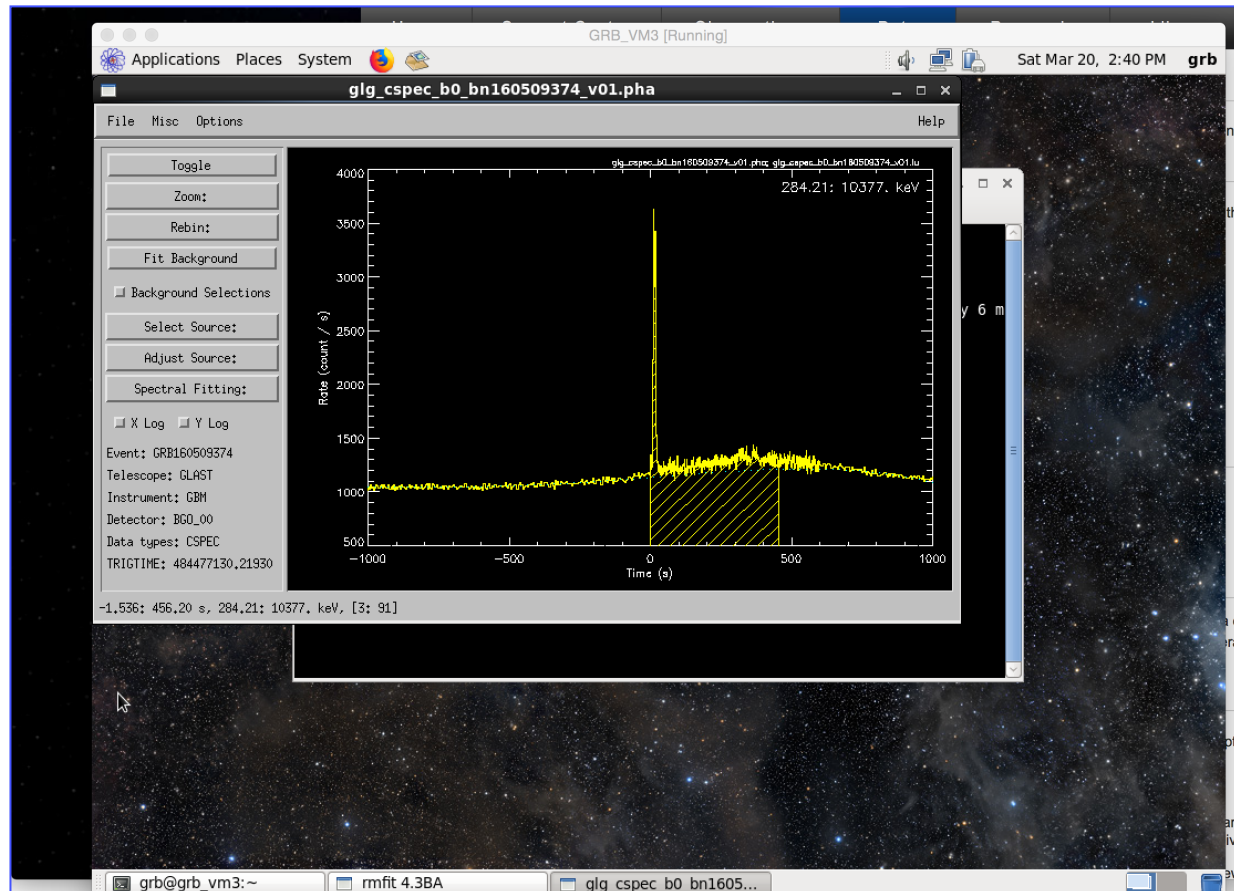 GRB_VM3 [Running]
Applications Places System Sat Mar 20, 2:40 PM grb
glg_cspec_b0_bn160509374_v01.pha
File Misc Options Help
Toggle
Zoom:
Rebin:
Fit Background
Background Selections
Select Source:
Adjust Source:
Spectral Fitting:
X Log Y Log
Event: GRB160509374
Telescope: GLAST
Instrument: GBM
Detector: BGO_00
Data types: CSPEC
TRIGTIME: 484477130.21930
glg_cspec_b0_bn160509374_v01.pha; glg_cspec_b0_bn160509374_v01.lu
284.21: 10377. keV
4000
3500
3000
2500
2000
1500
1000
500
Rate (count / s)
-1000 -500 0 500 1000
Time (s)
-1.536: 456.20 s, 284.21: 10377. keV, [3: 91]
y 6 m
grb@grb_vm3:~ rmfit 4.3BA glg_cspec_b0_bn1605...